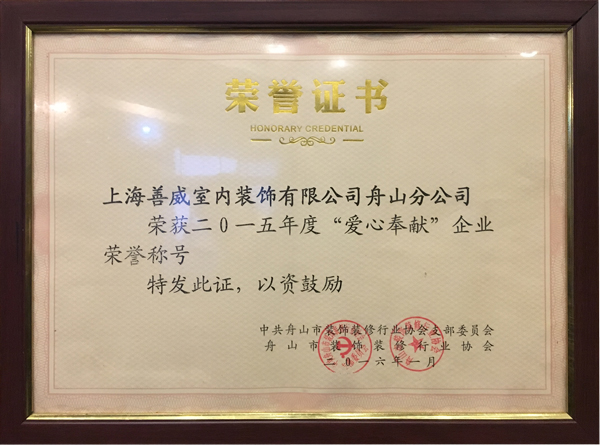 荣誉证书
HONORARY CREDENTIAL
上海善威室内装饰有限公司舟山分公司
荣获二0一五年度“爱心奉献”企业
荣誉称号
特发此证，以资鼓励
中共舟山市装饰装修行业协会支部委员会
舟山市装饰装修行业协会
二0一六年一月